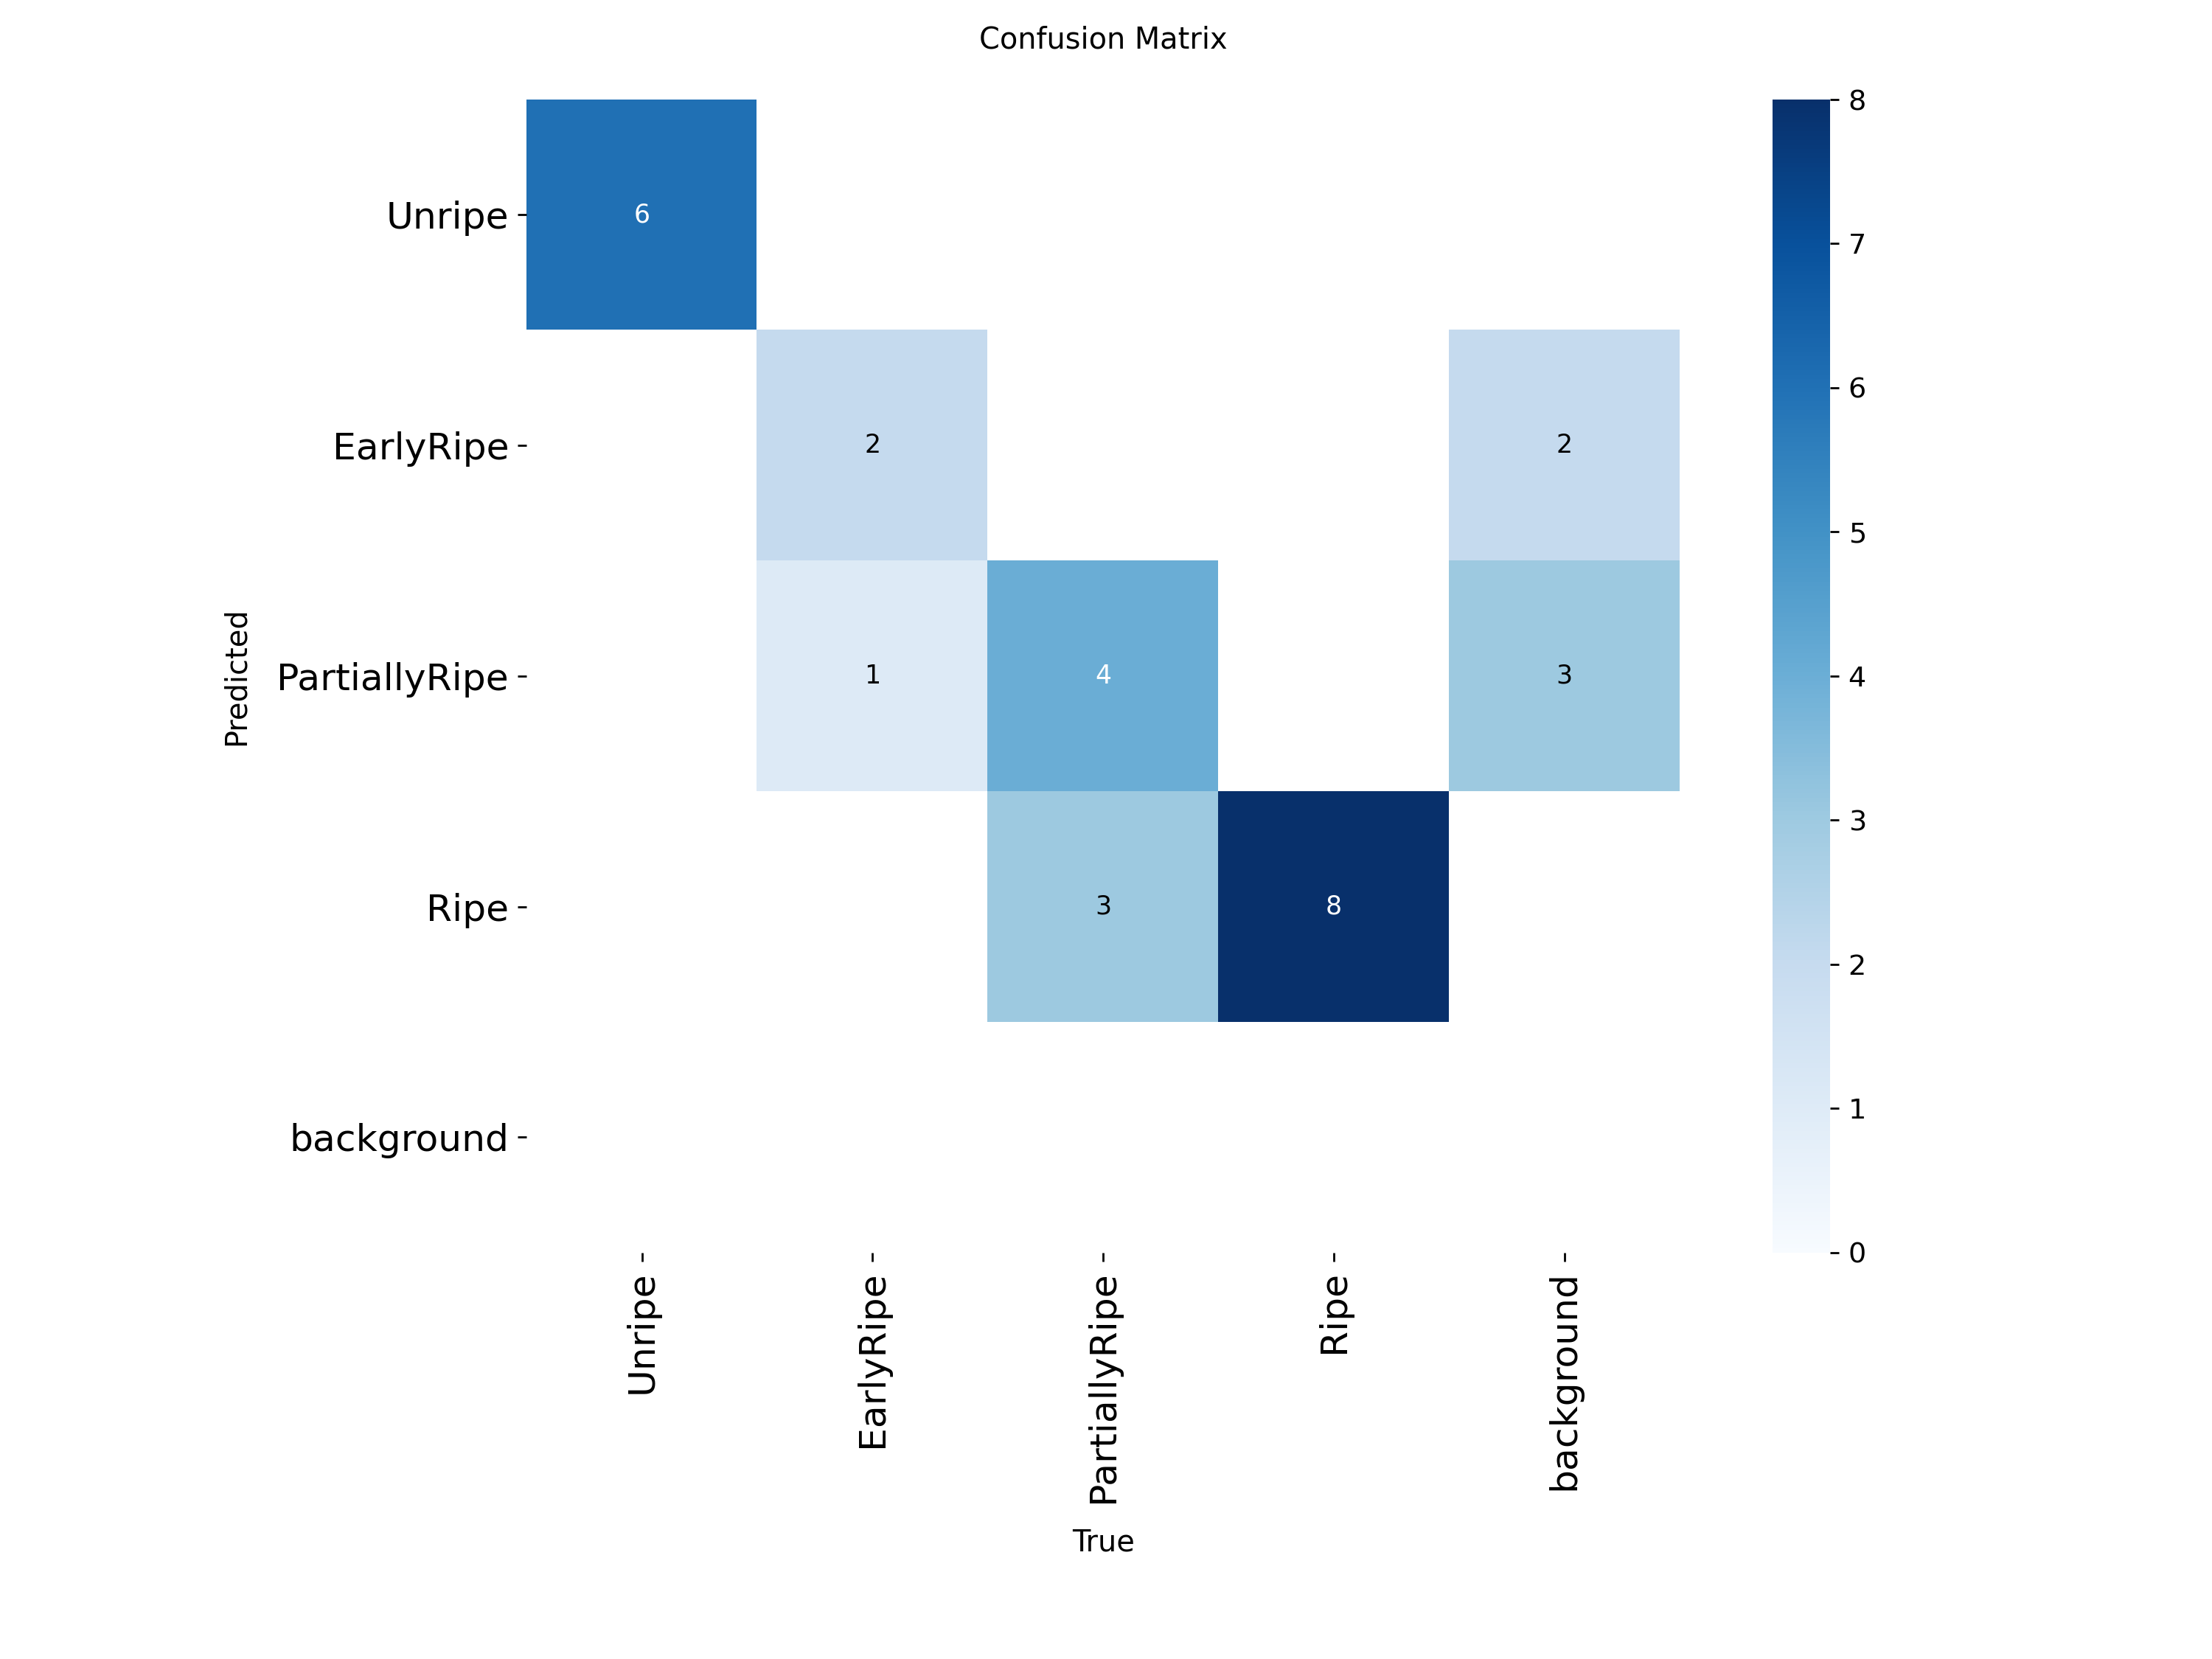 Confusion Matrix
Unripe
EarlyRipe
PartiallyRipe
Ripe
background
Predicted
6
2 2
1 4 3
3 8
Unripe
EarlyRipe
PartiallyRipe
Ripe
background
True
8
7
6
5
4
3
2
1
0